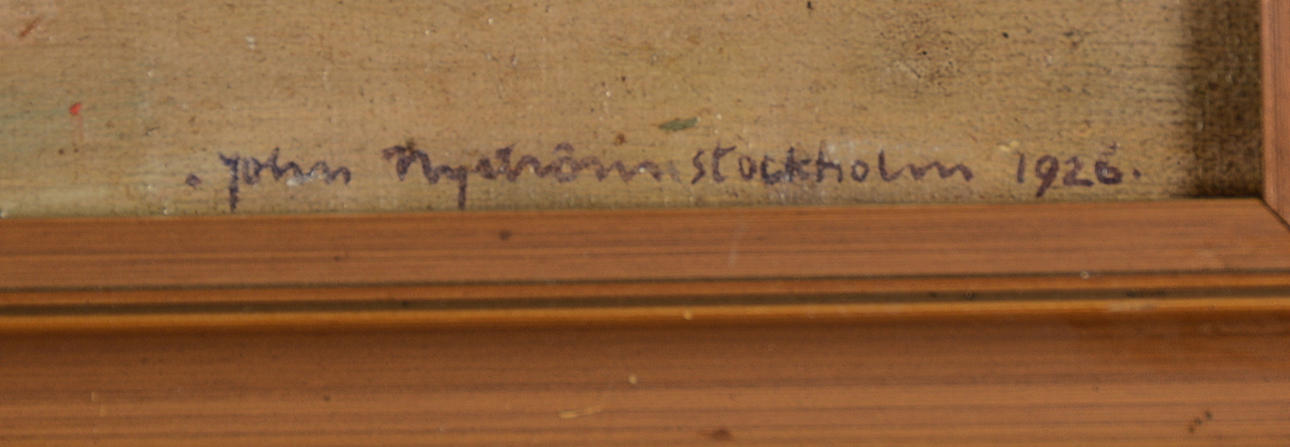 . John Nyström Stockholm 1926.